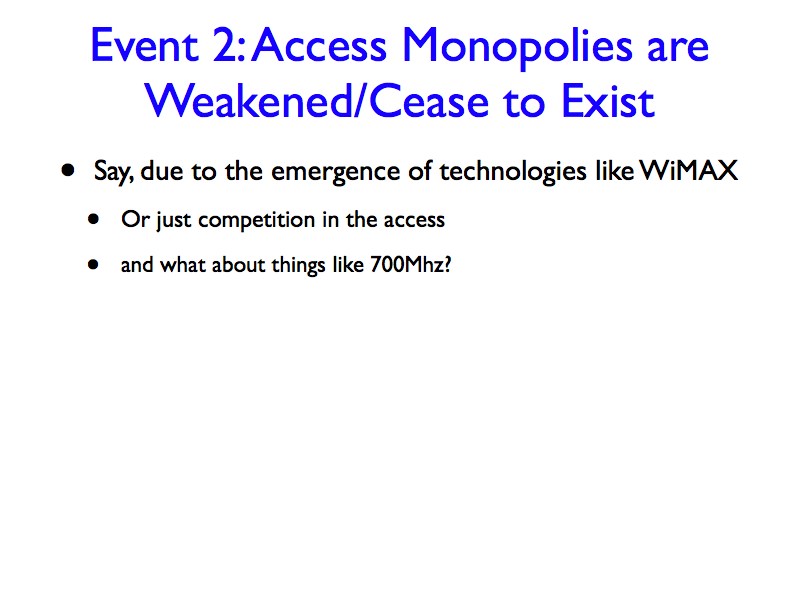 Event 2: Access Monopolies are
Weakened/Cease to Exist
• Say, due to the emergence of technologies like WiMAX
• Or just competition in the access
• and what about things like 700Mhz?